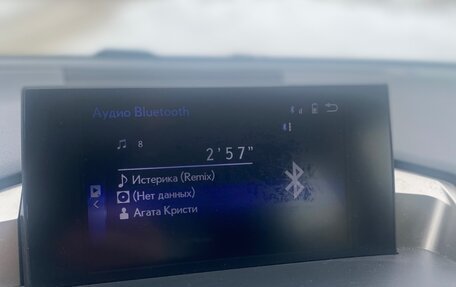 Аудио Bluetooth
8
2'57"
Истерика (Remix)
(Нет данных)
Агата Кристи